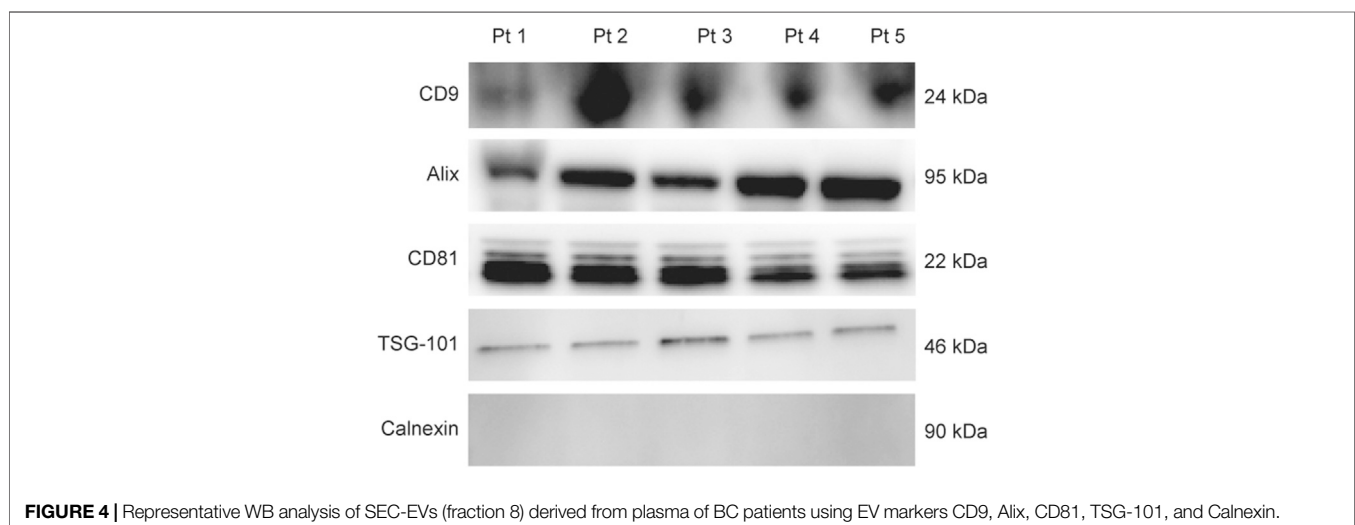 Pt 1 Pt 2 Pt 3 Pt 4 Pt 5
CD9 24 kDa
Alix 95 kDa
CD81 22 kDa
TSG-101 46 kDa
Calnexin 90 kDa
FIGURE 4 | Representative WB analysis of SEC-EVs (fraction 8) derived from plasma of BC patients using EV markers CD9, Alix, CD81, TSG-101, and Calnexin.